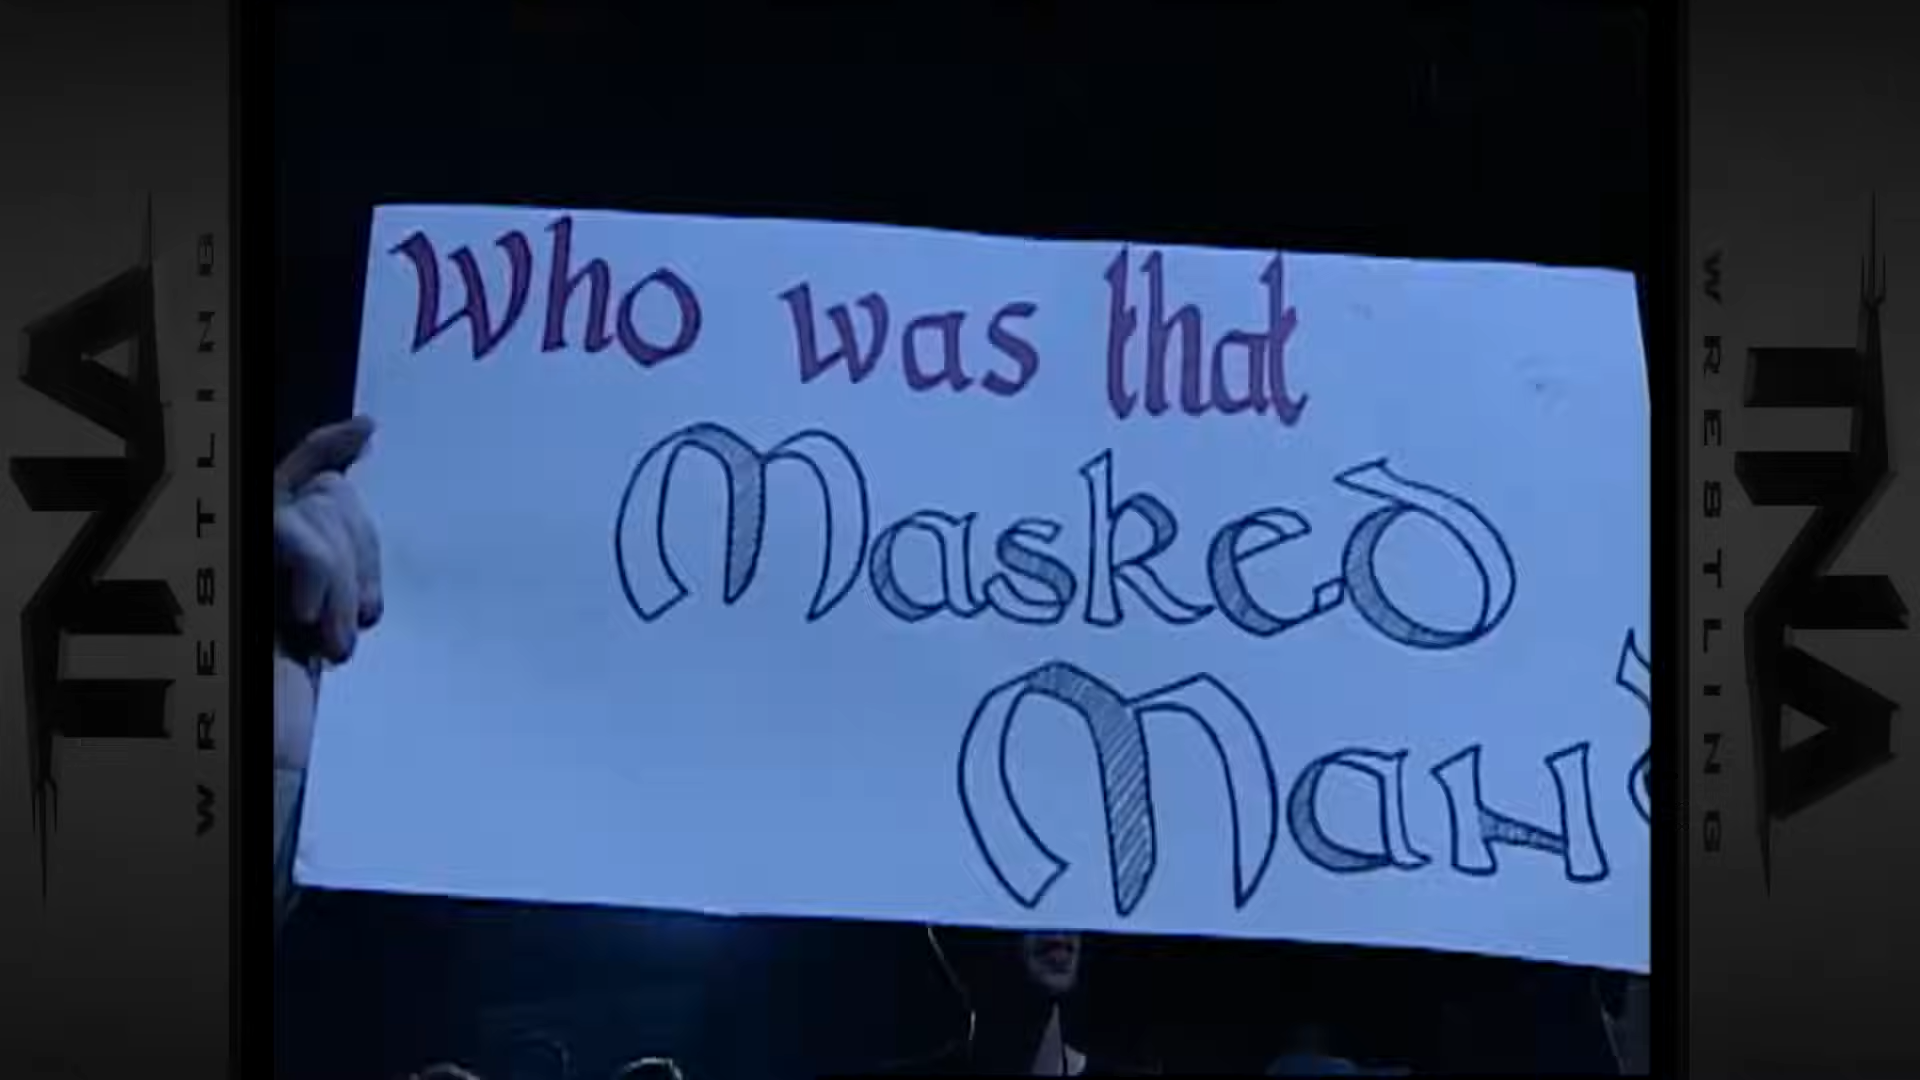 Who was that
Masked
Man
TNA
WRESTLING
TNA
WRESTLING